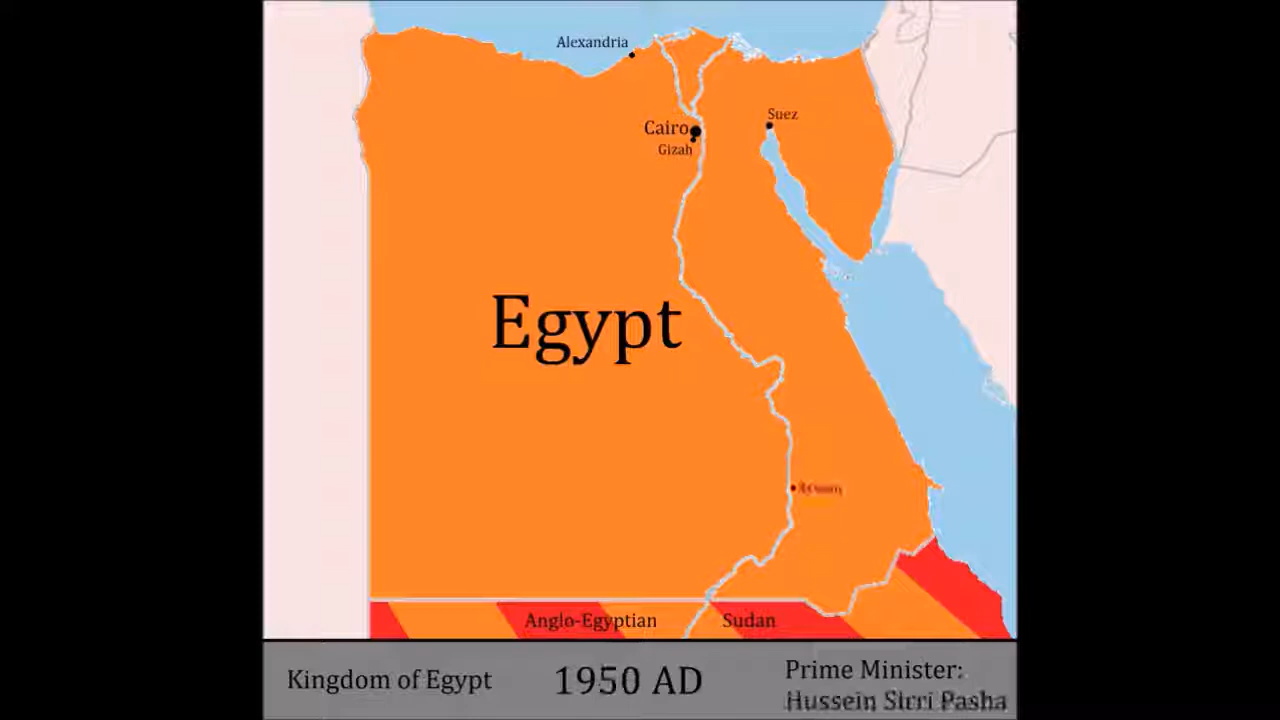 Alexandria
Suez
Cairo
Gizah
Egypt
Anglo-Egyptian Sudan
Kingdom of Egypt
1950 AD
Prime Minister:
Hussein Sirri Pasha